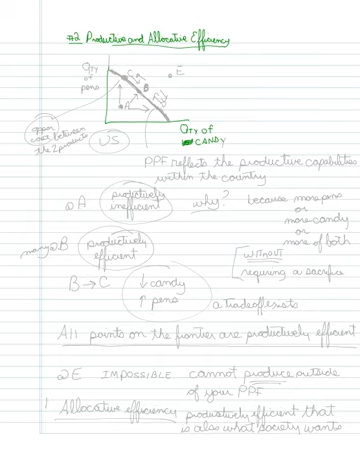 #2 Productive and Allocative Efficiency
QTY of pens
C
B
E
A
oppor cost between the 2 products
US
QTY of CANDY
PPF reflects the productive capabilities
within the country
@ A productively inefficient why? because more pens
or
more candy
or
more of both
many @ B productively efficient
WITHOUT
requiring a sacrifice
B → C ↓ candy
↑ pens
a tradeoff exists
All points on the frontier are productively efficient
@ E IMPOSSIBLE cannot produce outside
of your PPF
! Allocative efficiency productively efficient that
is also what society wants